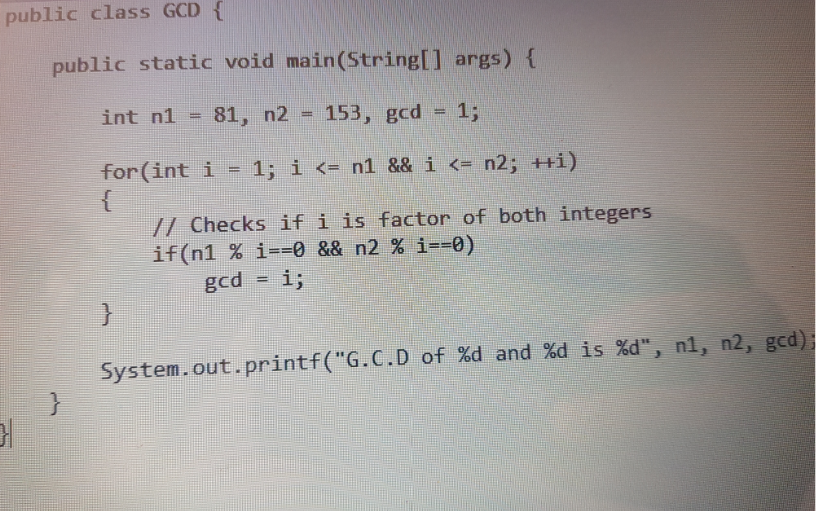 public class GCD {
public static void main(String[] args) {
int n1 = 81, n2 = 153, gcd = 1;
for(int i = 1; i <= n1 && i <= n2; ++i)
{
// Checks if i is factor of both integers
if(n1 % i==0 && n2 % i==0)
gcd = i;
}
System.out.printf("G.C.D of %d and %d is %d", n1, n2, gcd);
}
}